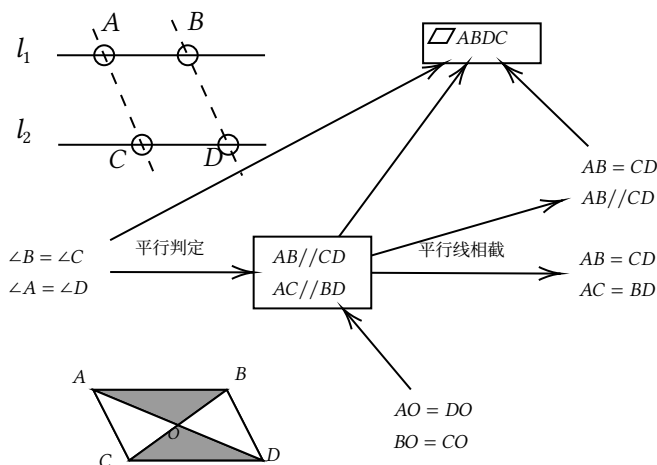 A B
l₁
l₂
C D
▱ABDC
AB = CD
AB//CD
∠B = ∠C
∠A = ∠D
平行判定
AB//CD
AC//BD
平行线相截
AB = CD
AC = BD
AO = DO
BO = CO
A B
O
C D